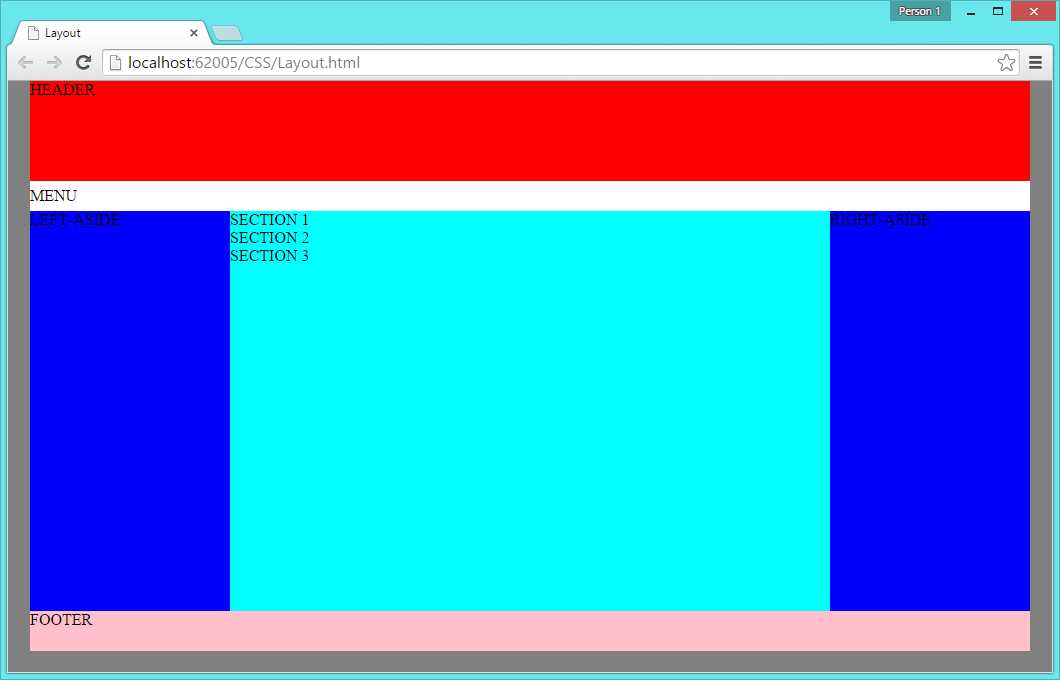 Person 1
Layout
localhost:62005/CSS/Layout.html
HEADER
MENU
LEFT ASIDE
SECTION 1
SECTION 2
SECTION 3
RIGHT ASIDE
FOOTER